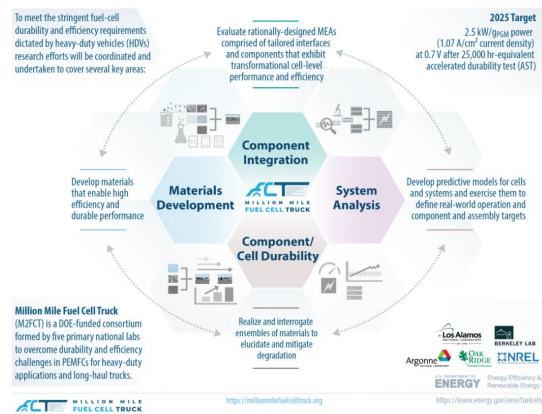 To meet the stringent fuel-cell
durability and efficiency requirements
dictated by heavy-duty vehicles (HDVs)
research efforts will be coordinated and
undertaken to cover several key areas:
Evaluate rationally-designed MEAs
comprised of tailored interfaces
and components that exhibit
transformational cell-level
performance and efficiency
2025 Target
2.5 kW/gPGM power
(1.07 A/cm² current density)
at 0.7 V after 25,000 hr-equivalent
accelerated durability test (AST)
Component
Integration
Develop materials
that enable high
efficiency and
durable performance
Materials
Development
FCT
MILLION MILE
FUEL CELL TRUCK
System
Analysis
Develop predictive models for cells
and systems and exercise them to
define real-world operation and
component and assembly targets
Component/
Cell Durability
Million Mile Fuel Cell Truck
(M2FCT) is a DOE-funded consortium
formed by five primary national labs
to overcome durability and efficiency
challenges in PEMFCs for heavy-duty
applications and long-haul trucks.
Realize and interrogate
ensembles of materials to
elucidate and mitigate
degradation
Los Alamos
NATIONAL LABORATORY
BERKELEY LAB
Argonne
NATIONAL LABORATORY
OAK
RIDGE
National Laboratory
NREL
U.S. DEPARTMENT OF
ENERGY
Energy Efficiency &
Renewable Energy
FCT
MILLION MILE
FUEL CELL TRUCK
https://millionmilefuelcelltruck.org
https://www.energy.gov/eere/fuelcells